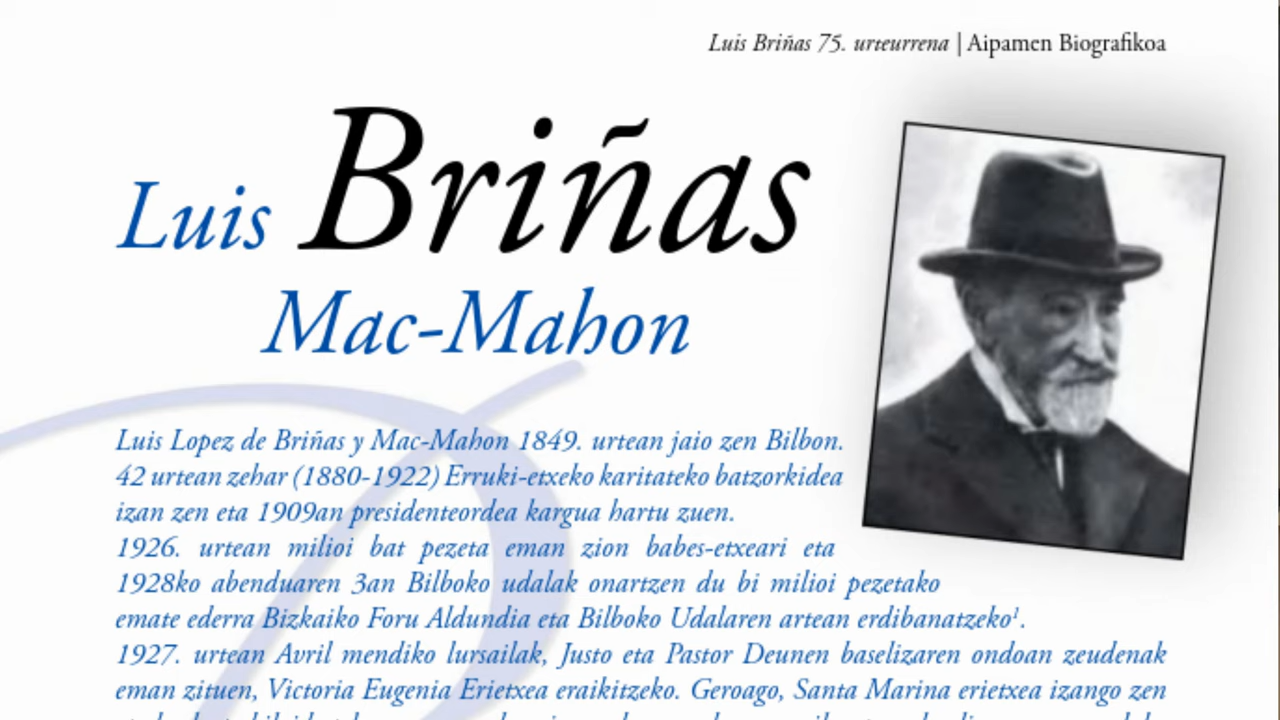 Luis Briñas 75. urteurrena | Aipamen Biografikoa
Luis Briñas
Mac-Mahon
Luis Lopez de Briñas y Mac-Mahon 1849. urtean jaio zen Bilbon.
42 urtean zehar (1880-1922) Erruki-etxeko karitateko batzorkidea
izan zen eta 1909an presidenteordea kargua hartu zuen.
1926. urtean milioi bat pezeta eman zion babes-etxeari eta
1928ko abenduaren 3an Bilboko udalak onartzen du bi milioi pezetako
emate ederra Bizkaiko Foru Aldundia eta Bilboko Udalaren artean erdibanatzeko¹.
1927. urtean Avril mendiko lursailak, Justo eta Pastor Deunen baselizaren ondoan zeudenak
eman zituen, Victoria Eugenia Erietxea eraikitzeko. Geroago, Santa Marina erietxea izango zen